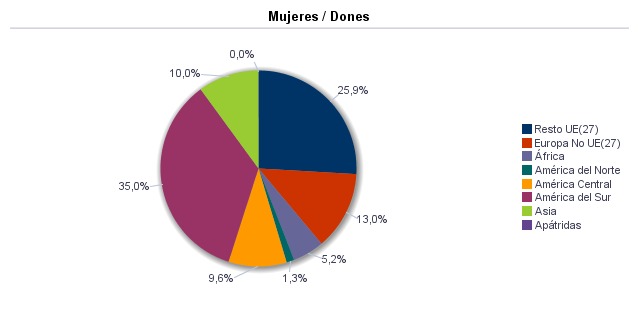 Mujeres / Dones
0,0%
10,0%
25,9%
35,0%
13,0%
5,2%
9,6%
1,3%
Resto UE(27)
Europa No UE(27)
África
América del Norte
América Central
América del Sur
Asia
Apátridas